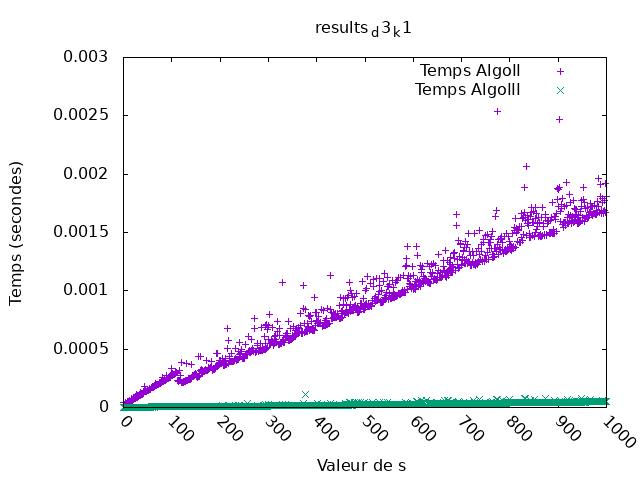 results_d3_k1
0.003
0.0025
0.002
0.0015
0.001
0.0005
0
Temps AlgoII
Temps AlgoIII
Temps (secondes)
0 100 200 300 400 500 600 700 800 900 1000
Valeur de s